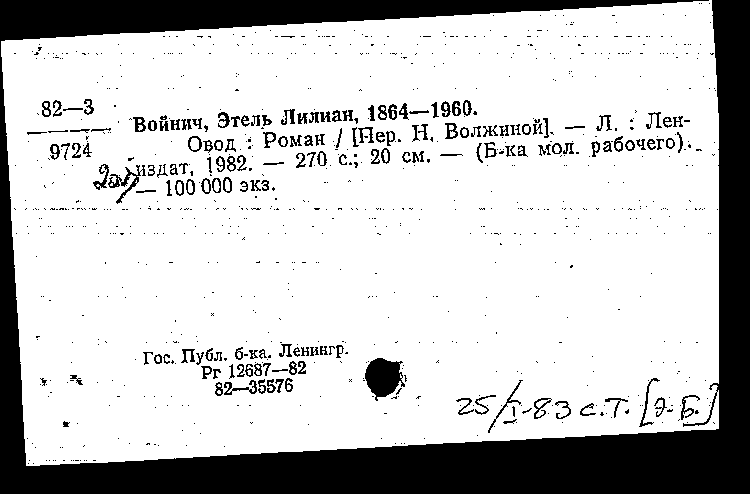 82—3
9724
Войнич, Этель Лилиан, 1864—1960.
Овод : Роман / [Пер. Н. Волжиной]. — Л. : Лен-
издат, 1982. — 270 с.; 20 см. — (Б-ка мол. рабочего).
— 100 000 экз.
Гос. Публ. б-ка. Ленингр.
Рг 12687—82
82—35576
25/I-83 с.т. [Э.Б.]